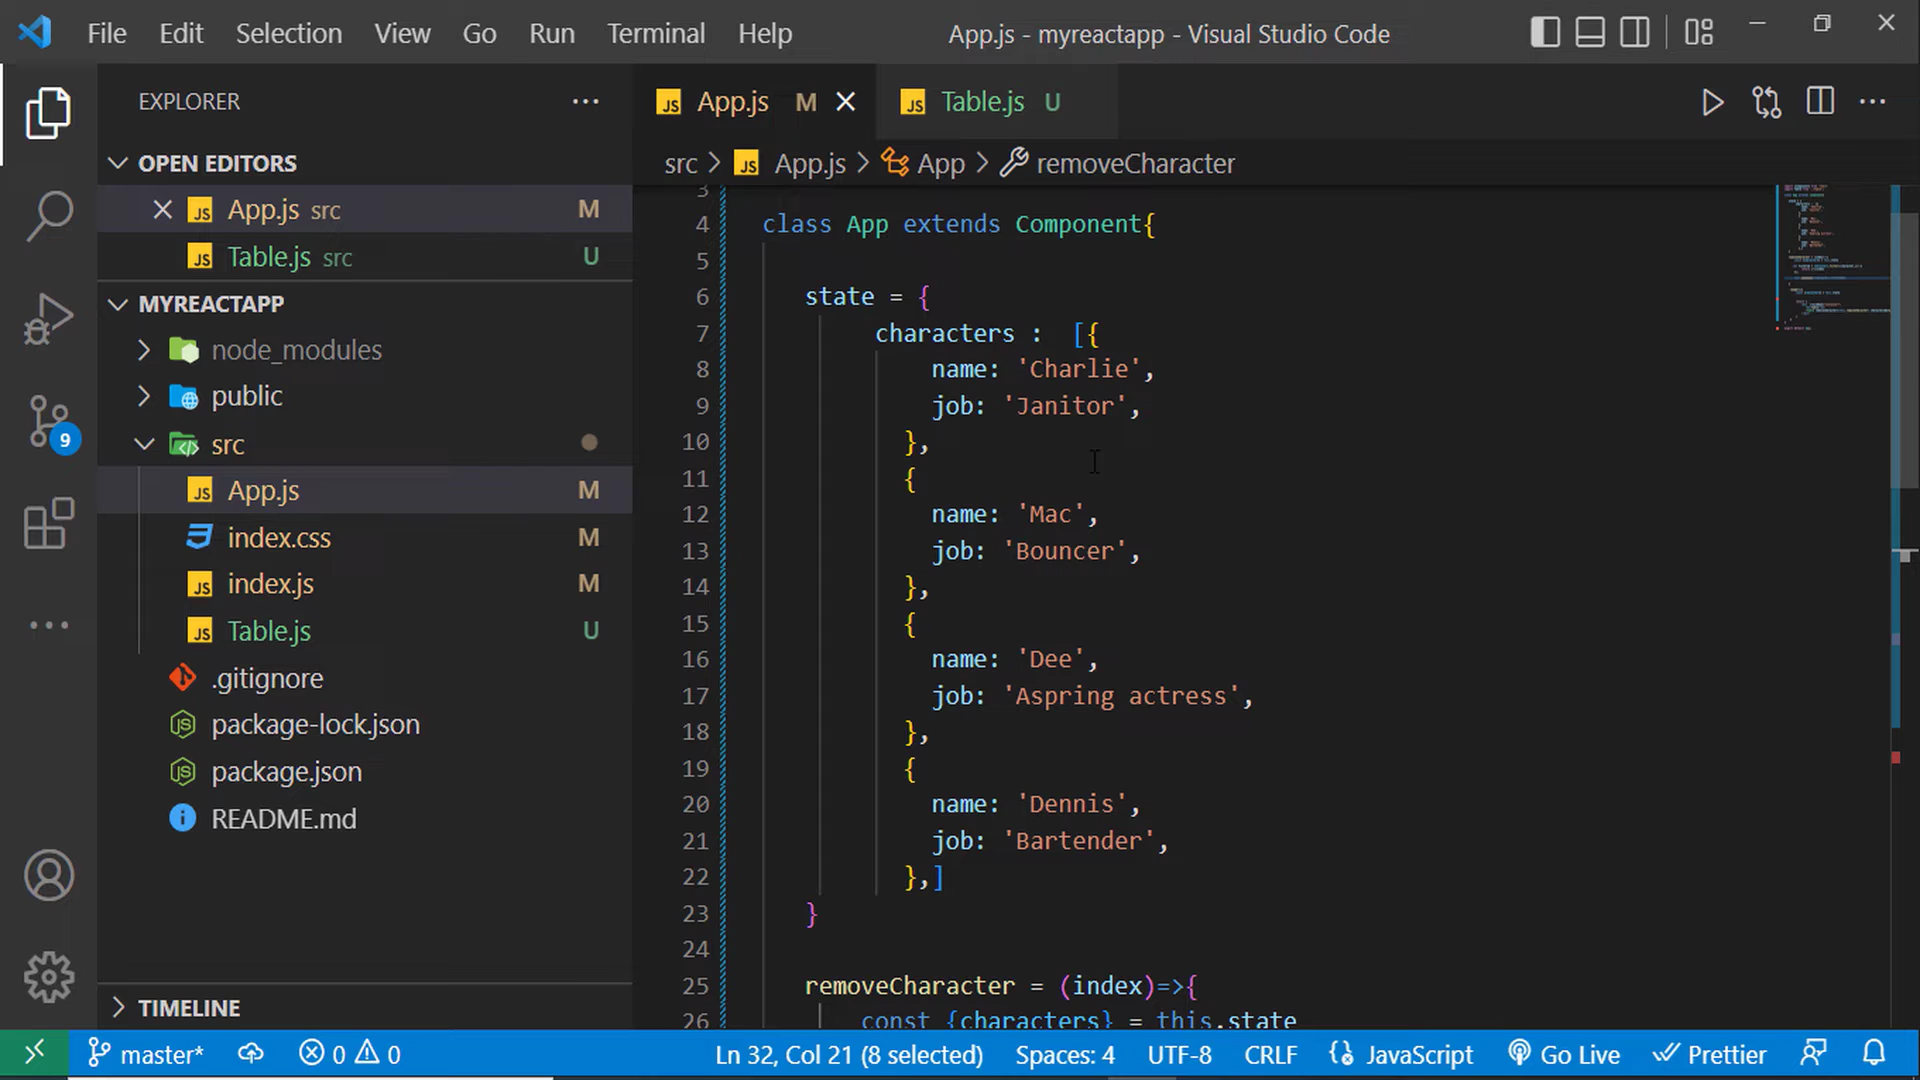 File Edit Selection View Go Run Terminal Help
App.js - myreactapp - Visual Studio Code
EXPLORER
OPEN EDITORS
App.js src M
Table.js src U
MYREACTAPP
node_modules
public
src
App.js M
index.css M
index.js M
Table.js U
.gitignore
package-lock.json
package.json
README.md
TIMELINE
9
App.js M
Table.js U
src > App.js > App > removeCharacter
3
4 class App extends Component{
5
6 state = {
7 characters : [{
8 name: 'Charlie',
9 job: 'Janitor',
10 },
11 {
12 name: 'Mac',
13 job: 'Bouncer',
14 },
15 {
16 name: 'Dee',
17 job: 'Aspring actress',
18 },
19 {
20 name: 'Dennis',
21 job: 'Bartender',
22 },]
23 }
24
25 removeCharacter = (index)=>{
26 const {characters} = this.state
master* 0 0 Ln 32, Col 21 (8 selected) Spaces: 4 UTF-8 CRLF JavaScript Go Live Prettier